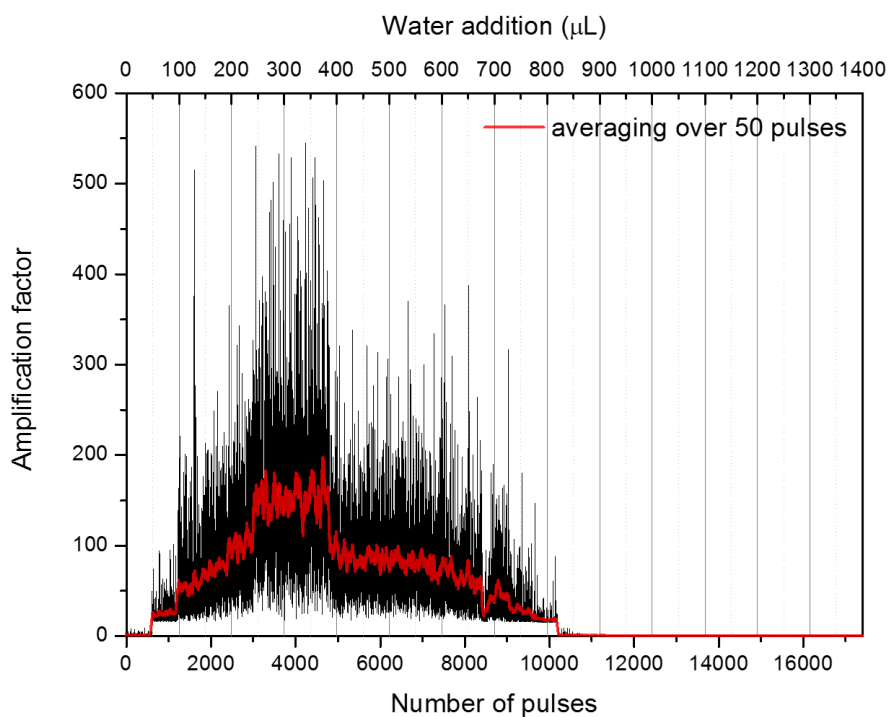 Water addition (μL)
0 100 200 300 400 500 600 700 800 900 1000 1100 1200 1300 1400
600
averaging over 50 pulses
500
400
300
200
100
0
Amplification factor
0 2000 4000 6000 8000 10000 12000 14000 16000
Number of pulses